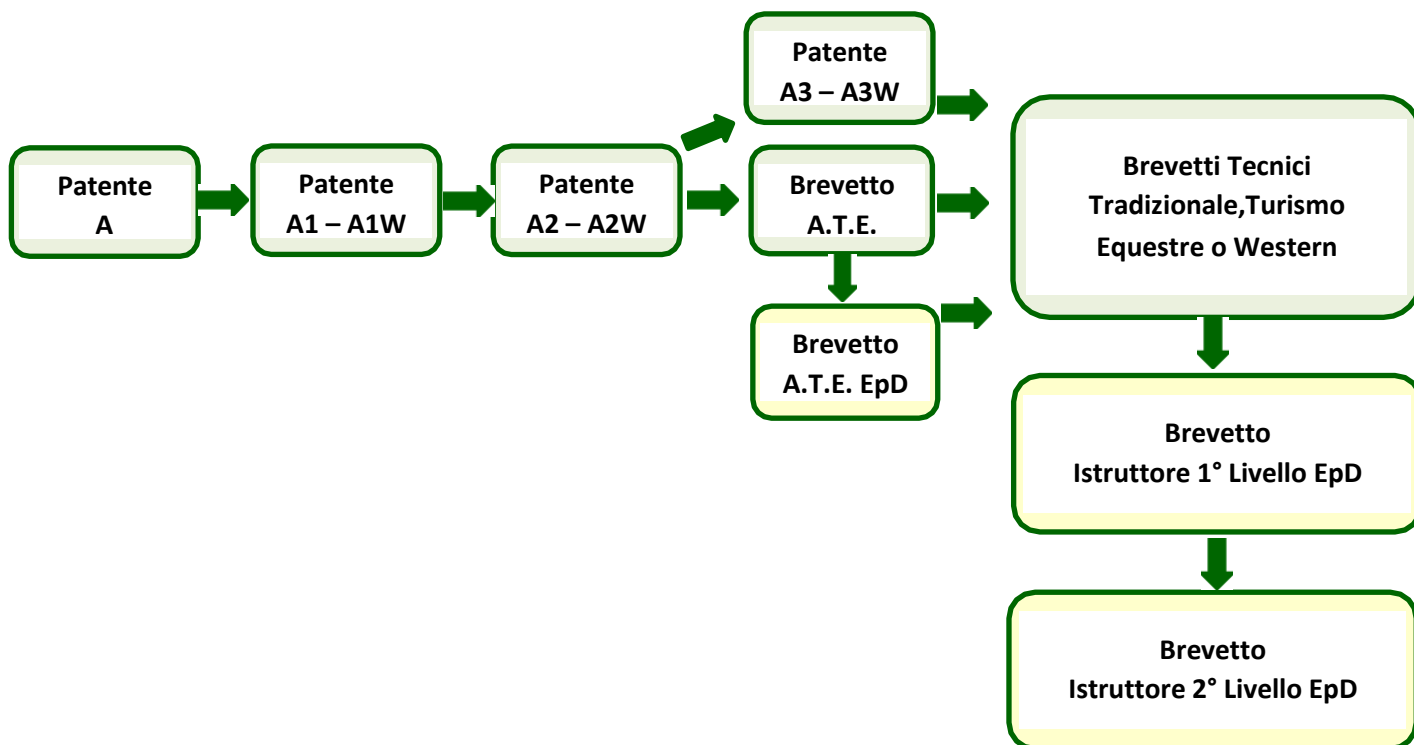 Patente
A
Patente
A1 – A1W
Patente
A2 – A2W
Patente
A3 – A3W
Brevetto
A.T.E.
Brevetto
A.T.E. EpD
Brevetti Tecnici
Tradizionale,Turismo
Equestre o Western
Brevetto
Istruttore 1° Livello EpD
Brevetto
Istruttore 2° Livello EpD